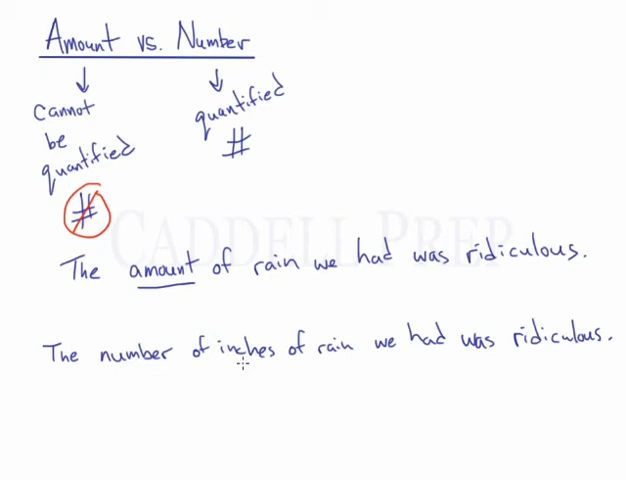 Amount vs. Number
↓ ↓
cannot
be
quantified
#
quantified
#
CADDELL PREP
The amount of rain we had was ridiculous.
The number of inches of rain we had was ridiculous.